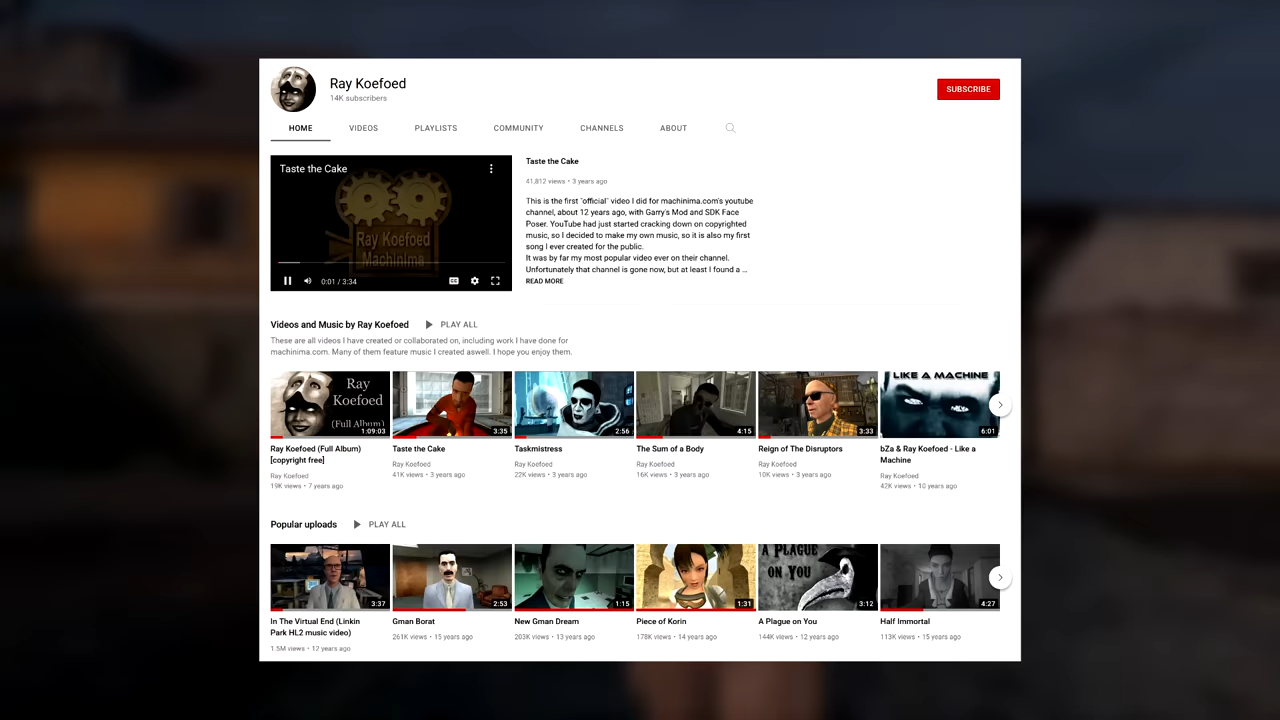 Ray Koefoed
14K subscribers
SUBSCRIBE
HOME VIDEOS PLAYLISTS COMMUNITY CHANNELS ABOUT
Taste the Cake
Ray Koefoed
Machinima
0:01 / 3:34
Taste the Cake
41,812 views • 3 years ago
This is the first "official" video I did for machinima.com's youtube
channel, about 12 years ago, with Garry's Mod and SDK Face
Poser. YouTube had just started cracking down on copyrighted
music, so I decided to make my own music, so it is also my first
song I ever created for the public.
It was by far my most popular video ever on their channel.
Unfortunately that channel is gone now, but at least I found a ...
READ MORE
Videos and Music by Ray Koefoed PLAY ALL
These are all videos I have created or collaborated on, including work I have done for
machinima.com. Many of them feature music I created aswell. I hope you enjoy them.
Ray
Koefoed
(Full Album)
1:09:03
Ray Koefoed (Full Album)
[copyright free]
Ray Koefoed
19K views • 7 years ago
3:35
Taste the Cake
Ray Koefoed
41K views • 3 years ago
2:56
Taskmistress
Ray Koefoed
22K views • 3 years ago
4:15
The Sum of a Body
Ray Koefoed
16K views • 3 years ago
3:33
Reign of The Disruptors
Ray Koefoed
10K views • 3 years ago
LIKE A MACHINE
6:01
bZa & Ray Koefoed - Like a
Machine
Ray Koefoed
42K views • 10 years ago
Popular uploads PLAY ALL
3:37
In The Virtual End (Linkin
Park HL2 music video)
1.5M views • 12 years ago
2:53
Gman Borat
261K views • 15 years ago
1:15
New Gman Dream
203K views • 13 years ago
1:31
Piece of Korin
178K views • 14 years ago
A PLAGUE
ON YOU
3:12
A Plague on You
144K views • 12 years ago
4:27
Half Immortal
113K views • 15 years ago